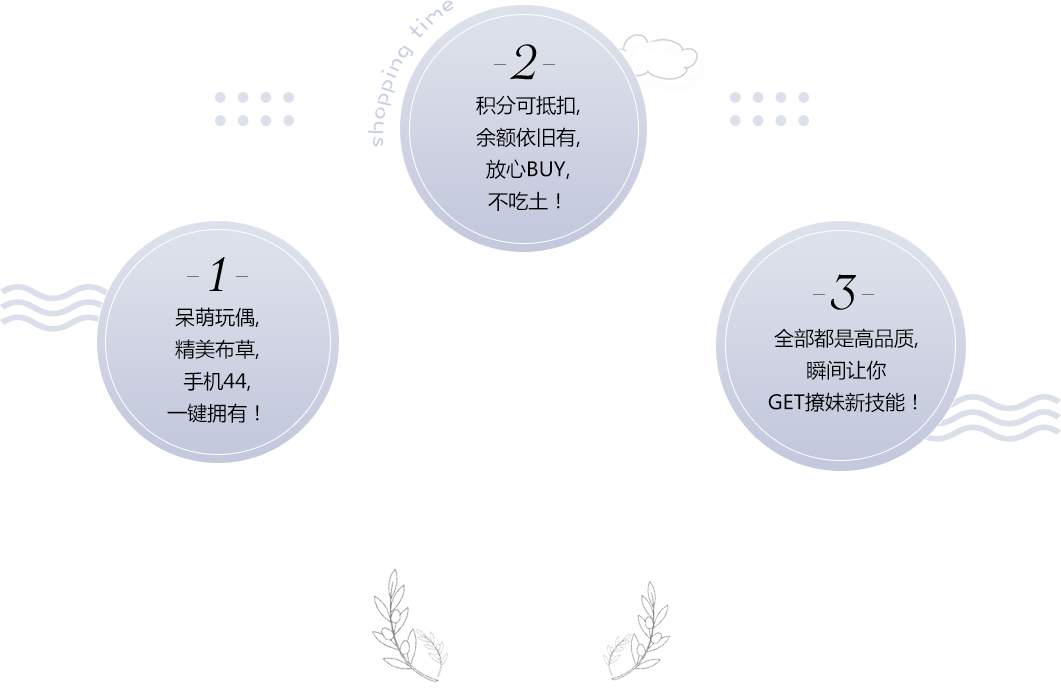 shopping time
-2-
积分可抵扣,
余额依旧有,
放心BUY,
不吃土！
-1-
呆萌玩偶,
精美布草,
手机44,
一键拥有！
-3-
全部都是高品质,
瞬间让你
GET撩妹新技能！